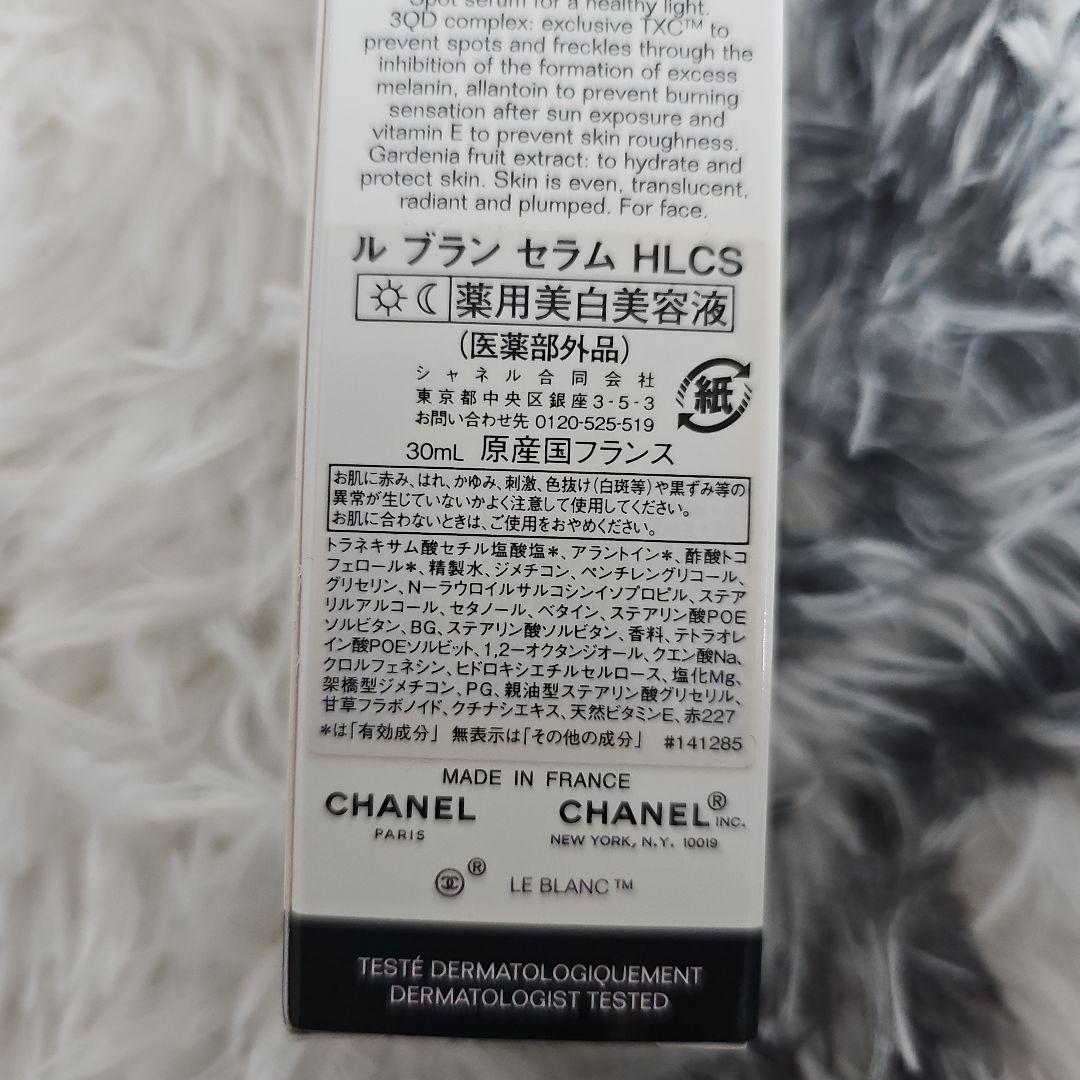 Spot serum for a healthy light.
3QD complex: exclusive TXC™ to
prevent spots and freckles through the
inhibition of the formation of excess
melanin, allantoin to prevent burning
sensation after sun exposure and
vitamin E to prevent skin roughness.
Gardenia fruit extract: to hydrate and
protect skin. Skin is even, translucent,
radiant and plumped. For face.
ル ブラン セラム HLCS
薬用美白美容液
(医薬部外品)
シャネル合同会社
東京都中央区銀座3-5-3
お問い合わせ先 0120-525-519
紙
30mL 原産国フランス
お肌に赤み、はれ、かゆみ、刺激、色抜け(白斑等)や黒ずみ等の
異常が生じていないかよく注意して使用してください。
お肌に合わないときは、ご使用をおやめください。
トラネキサム酸セチル塩酸塩*、アラントイン*、酢酸トコ
フェロール*、精製水、ジメチコン、ペンチレングリコール、
グリセリン、N−ラウロイルサルコシンイソプロピル、ステア
リルアルコール、セタノール、ベタイン、ステアリン酸POE
ソルビタン、BG、ステアリン酸ソルビタン、香料、テトラオレ
イン酸POEソルビット、1,2−オクタンジオール、クエン酸Na、
クロルフェネシン、ヒドロキシエチルセルロース、塩化Mg、
架橋型ジメチコン、PG、親油型ステアリン酸グリセリル、
甘草フラボノイド、クチナシエキス、天然ビタミンE、赤227
*は「有効成分」 無表示は「その他の成分」 #141285
MADE IN FRANCE
CHANEL CHANEL® INC.
PARIS NEW YORK, N.Y. 10019
® LE BLANC™
TESTÉ DERMATOLOGIQUEMENT
DERMATOLOGIST TESTED